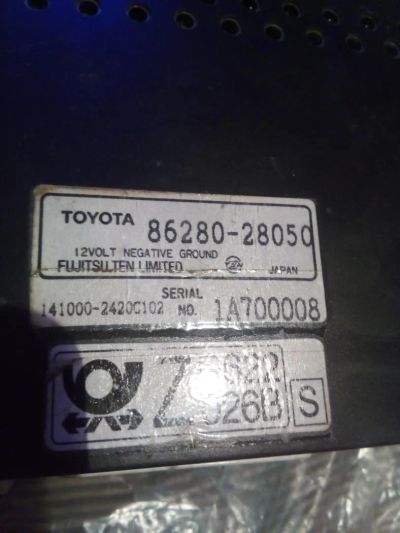 TOYOTA 86280-28050
12VOLT NEGATIVE GROUND
FUJITSU TEN LIMITED JAPAN
SERIAL
141000-2420C102 NO. 1A700008
S